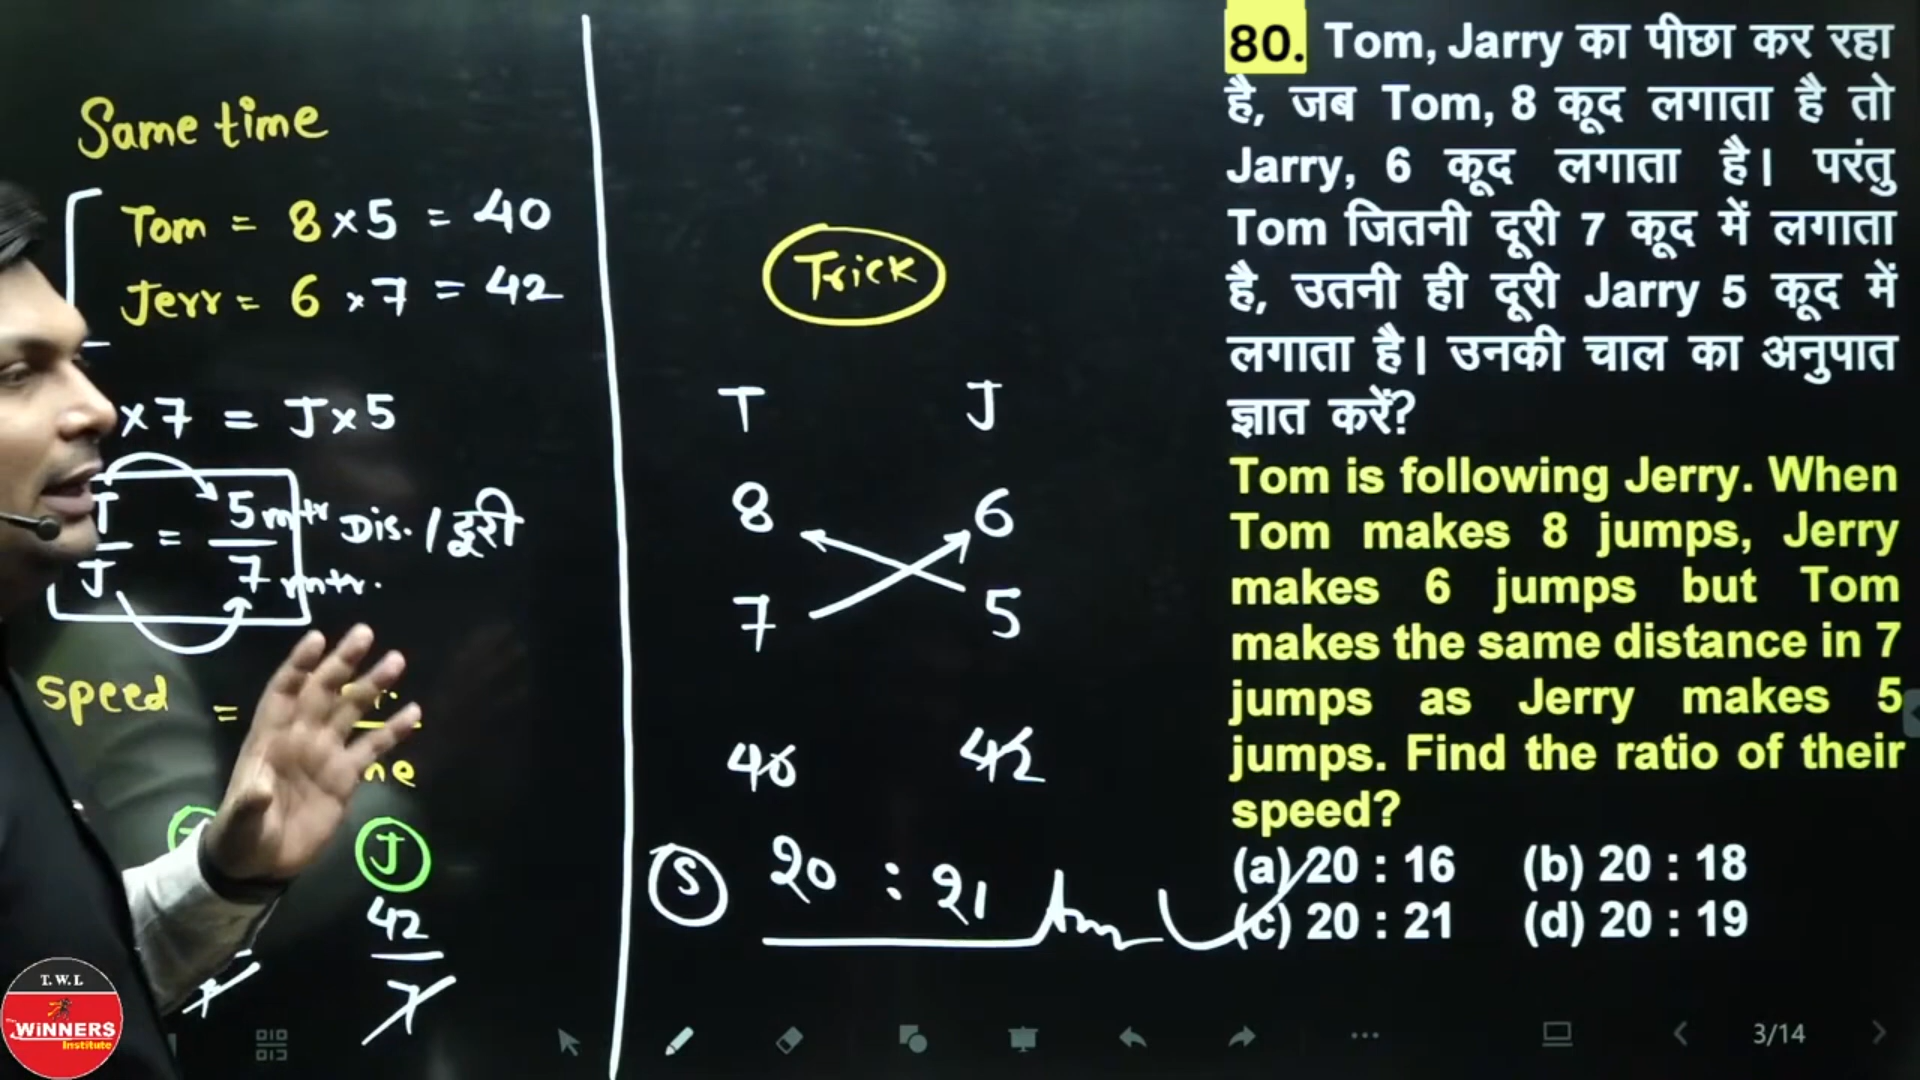 Same time
Tom = 8 × 5 = 40
Jerr = 6 × 7 = 42
× 7 = J × 5
T/J = 5 mtr/7 mtr. Dis. / दूरी
speed =
J
42
7
Trick
T J
8 6
7 5
40 42
S 20 : 21 Ans
80. Tom, Jarry का पीछा कर रहा
है, जब Tom, 8 कूद लगाता है तो
Jarry, 6 कूद लगाता है। परंतु
Tom जितनी दूरी 7 कूद में लगाता
है, उतनी ही दूरी Jarry 5 कूद में
लगाता है। उनकी चाल का अनुपात
ज्ञात करें?
Tom is following Jerry. When
Tom makes 8 jumps, Jerry
makes 6 jumps but Tom
makes the same distance in 7
jumps as Jerry makes 5
jumps. Find the ratio of their
speed?
(a) 20 : 16 (b) 20 : 18
(c) 20 : 21 (d) 20 : 19
T.W.L
WiNNERS
Institute
3/14